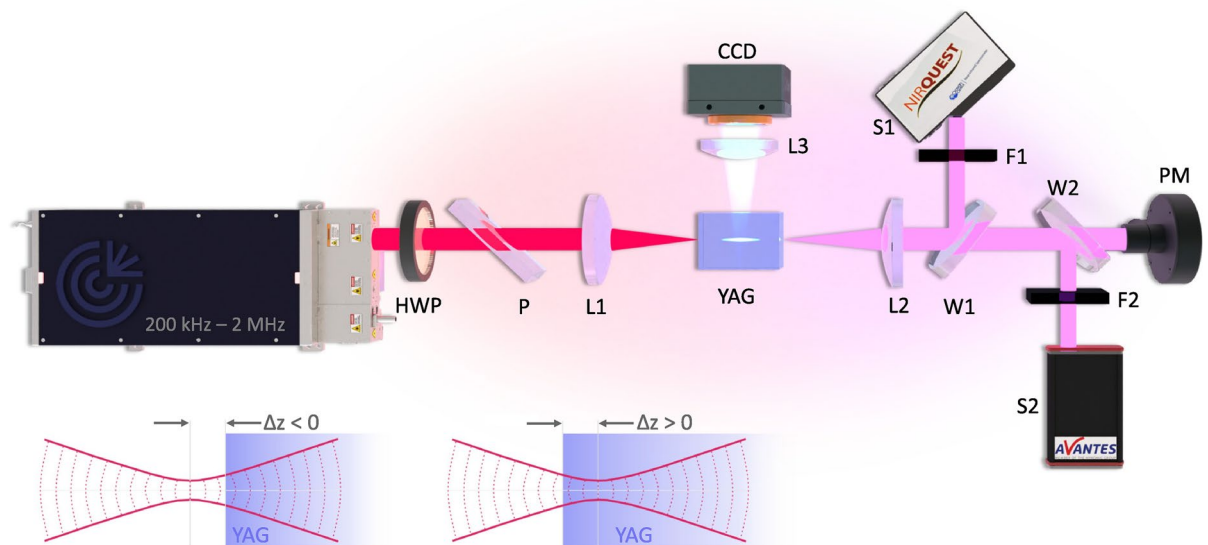 CCD
NIRQUEST
S1
L3
F1
W2
PM
200 kHz – 2 MHz
HWP
P
L1
YAG
L2
W1
F2
S2
AVANTES
Δz < 0
YAG
Δz > 0
YAG